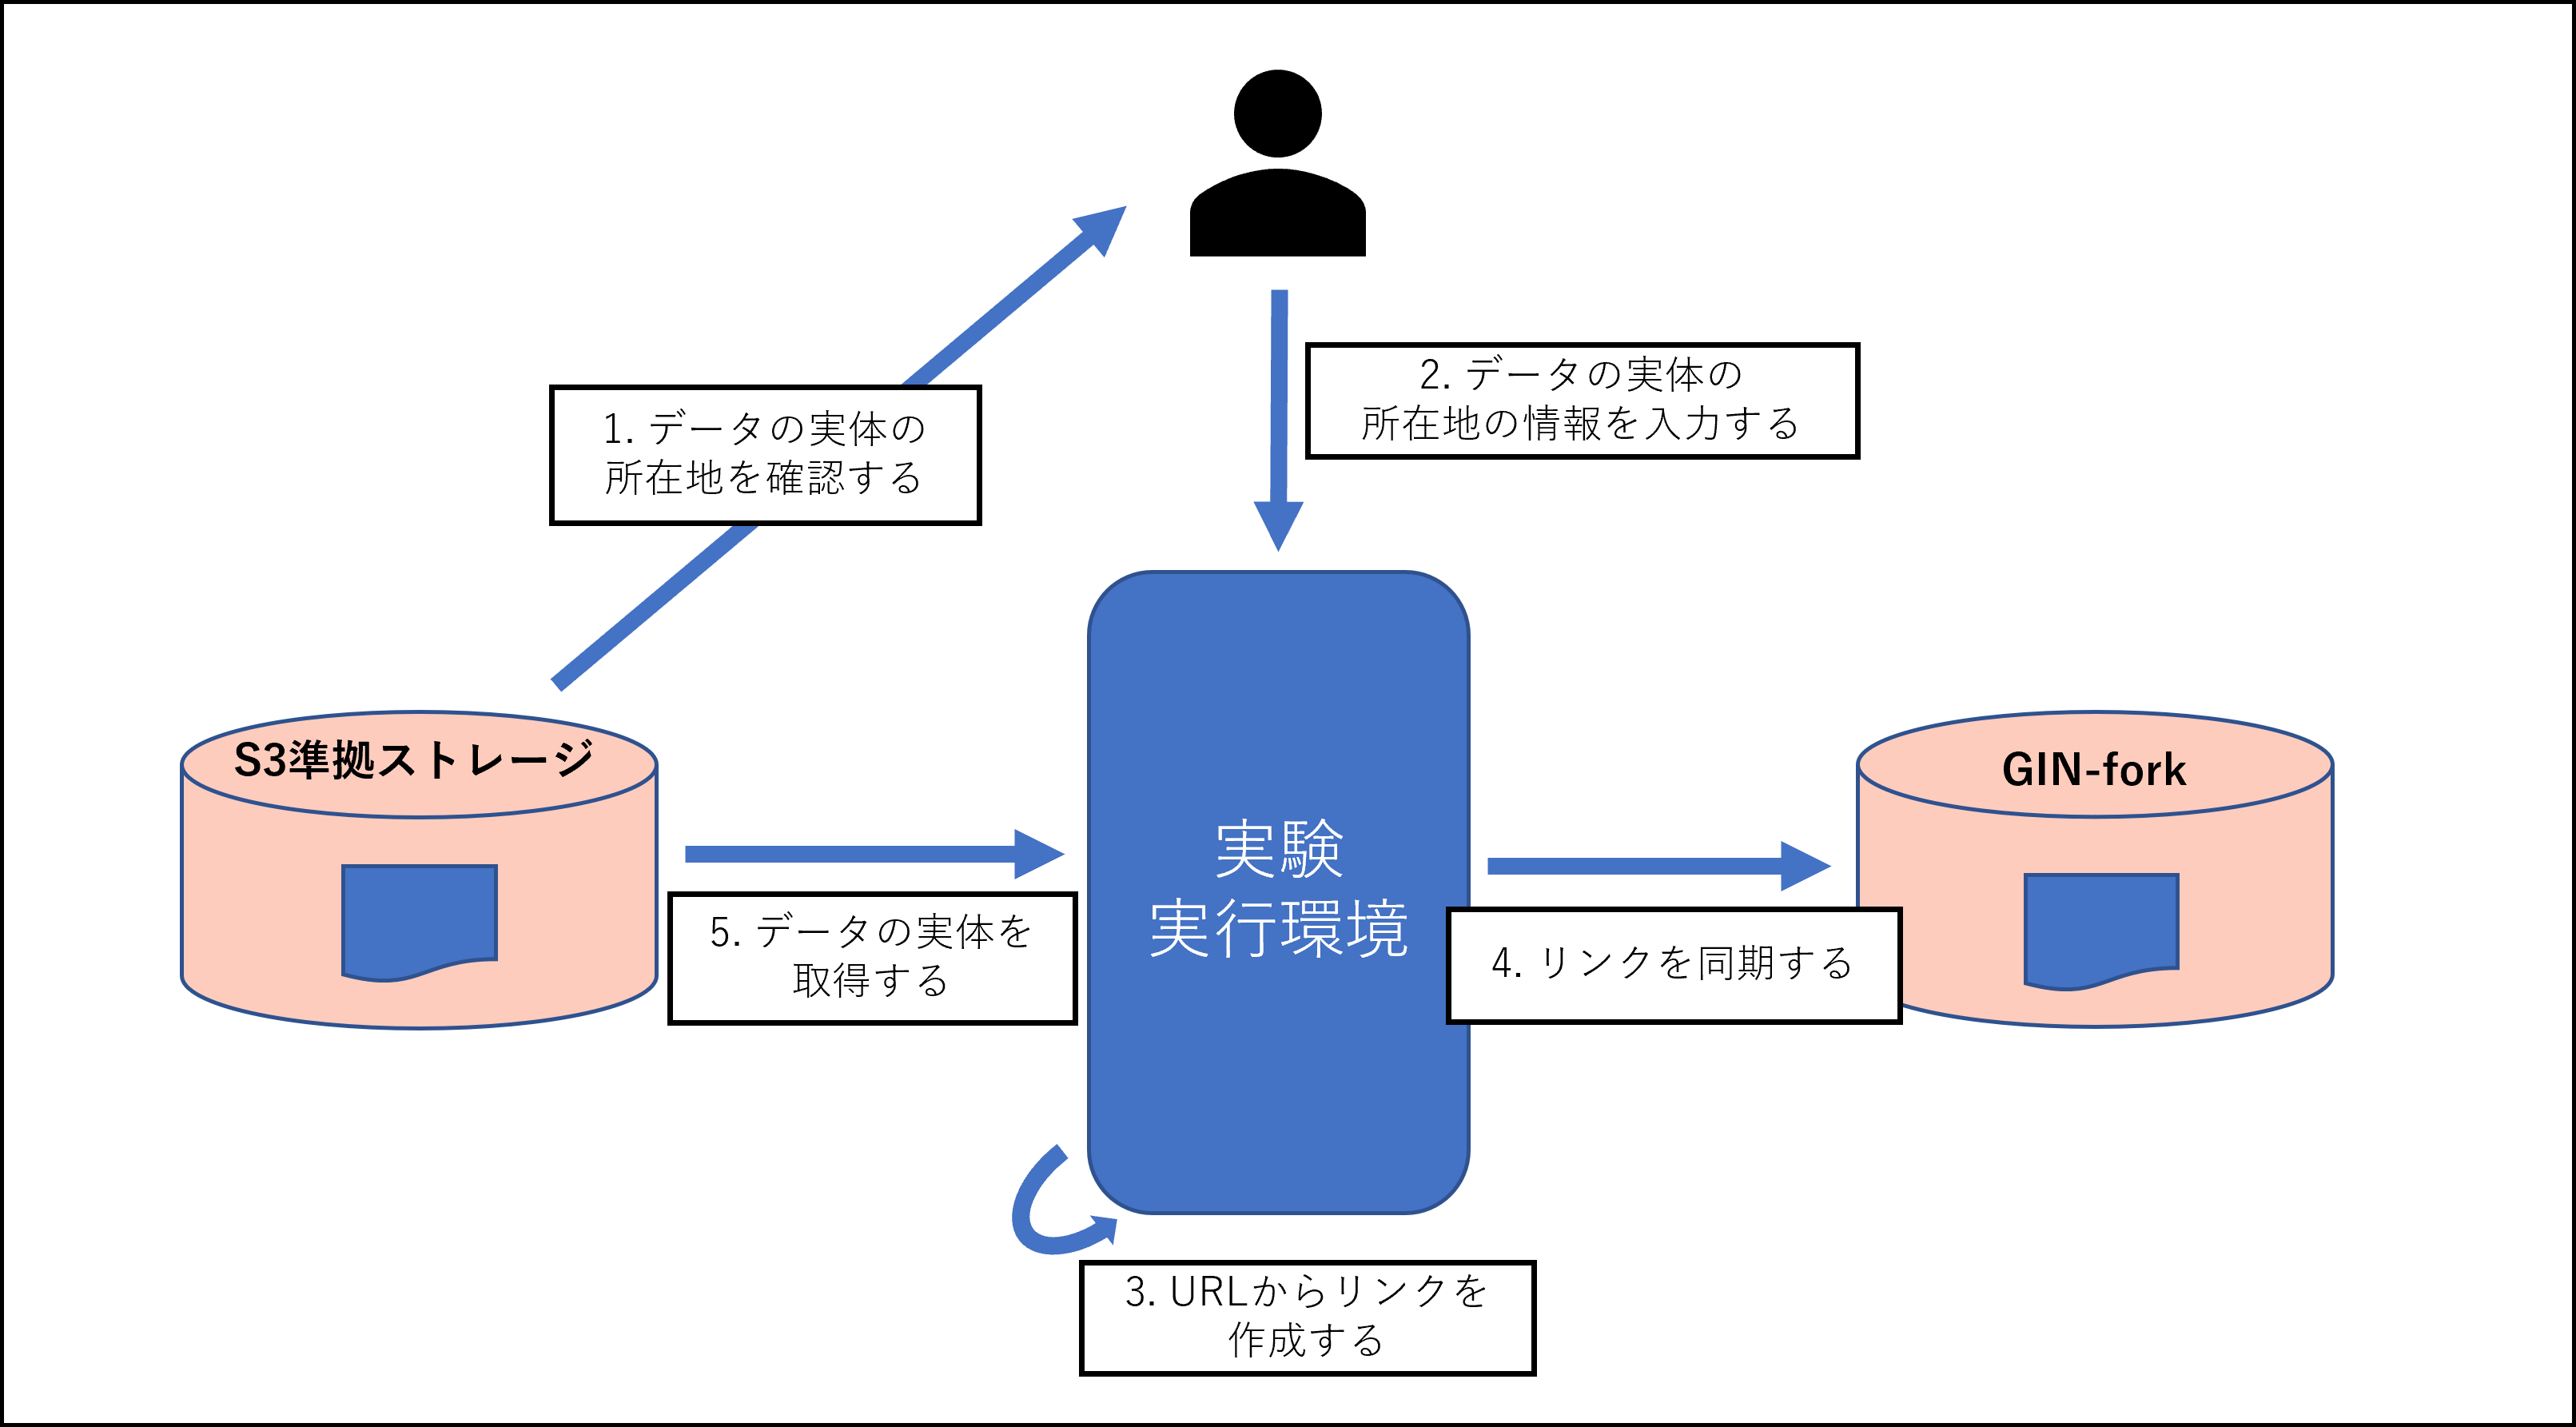 1. データの実体の
所在地を確認する
2. データの実体の
所在地の情報を入力する
S3準拠ストレージ
GIN-fork
実験
実行環境
5. データの実体を
取得する
4. リンクを同期する
3. URLからリンクを
作成する